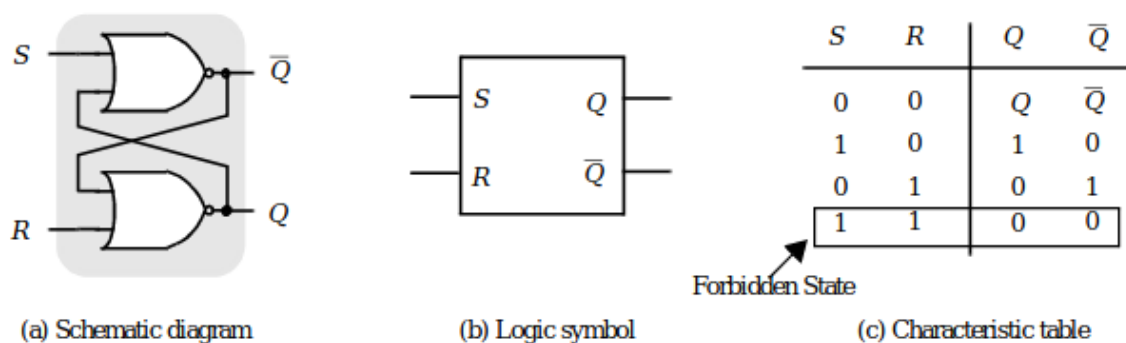 S
Q̅
R
Q
S
Q
R
Q̅
S R Q Q̅
0 0 Q Q̅
1 0 1 0
0 1 0 1
1 1 0 0
Forbidden State
(a) Schematic diagram
(b) Logic symbol
(c) Characteristic table